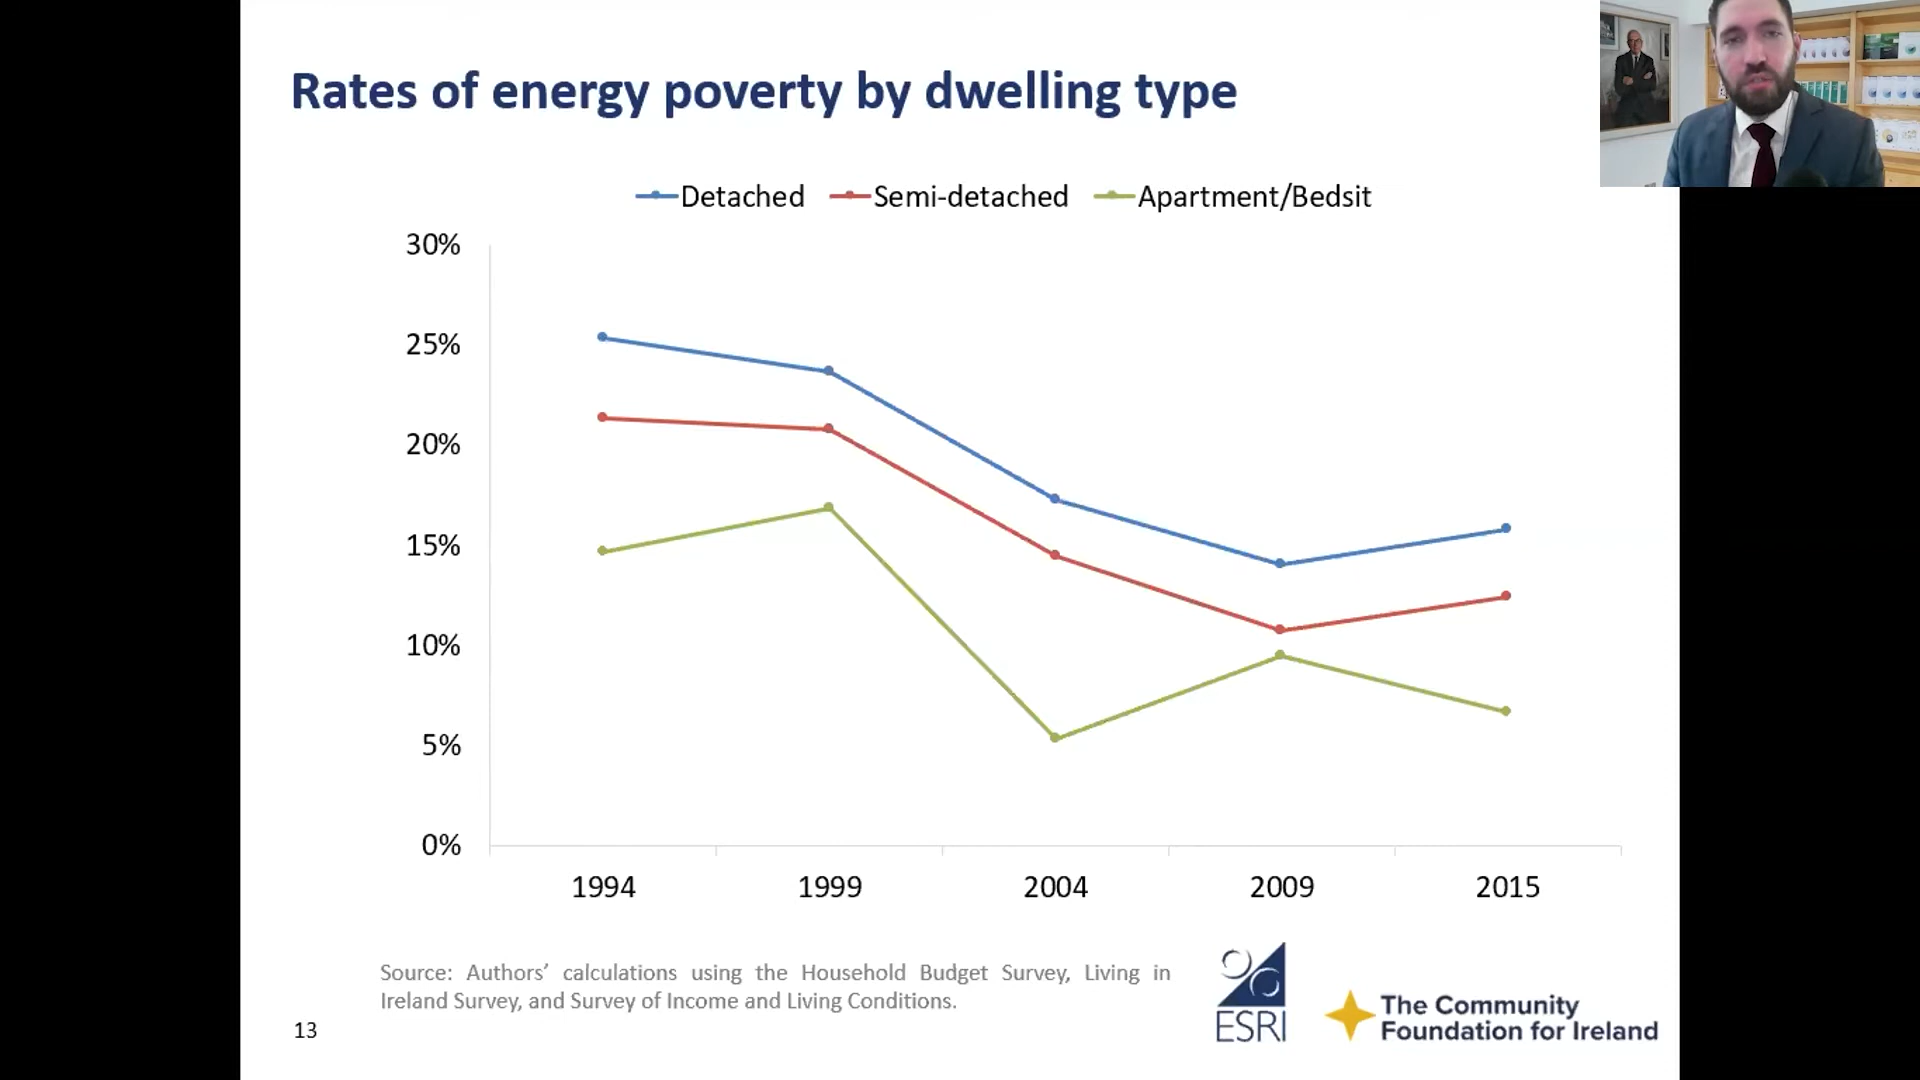 Rates of energy poverty by dwelling type
Detached Semi-detached Apartment/Bedsit
30%
25%
20%
15%
10%
5%
0%
1994 1999 2004 2009 2015
Source: Authors’ calculations using the Household Budget Survey, Living in
Ireland Survey, and Survey of Income and Living Conditions.
13
ESRI
The Community
Foundation for Ireland